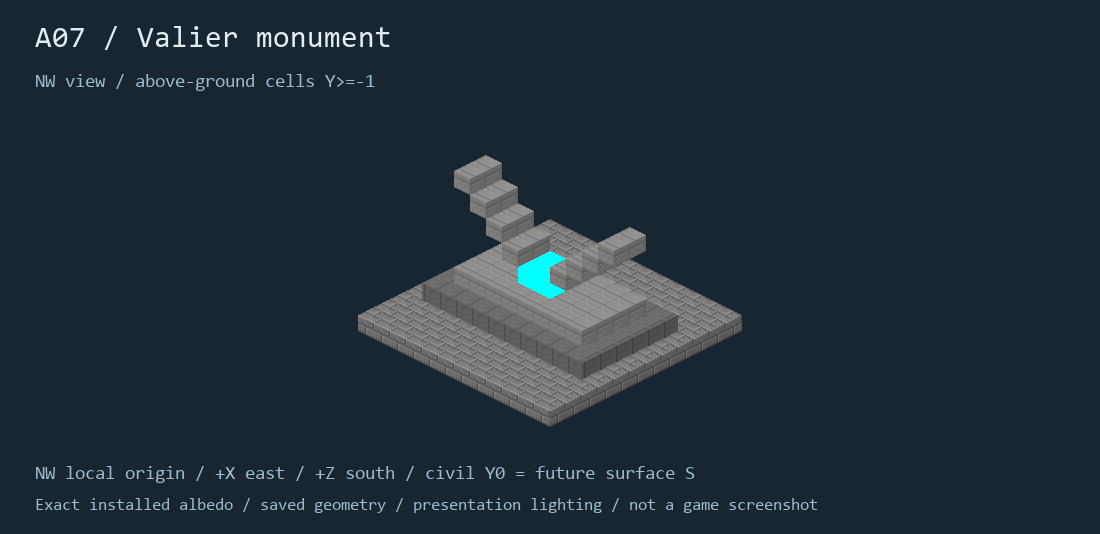 A07 / Valier monument
NW view / above-ground cells Y>=-1
NW local origin / +X east / +Z south / civil Y0 = future surface S
Exact installed albedo / saved geometry / presentation lighting / not a game screenshot